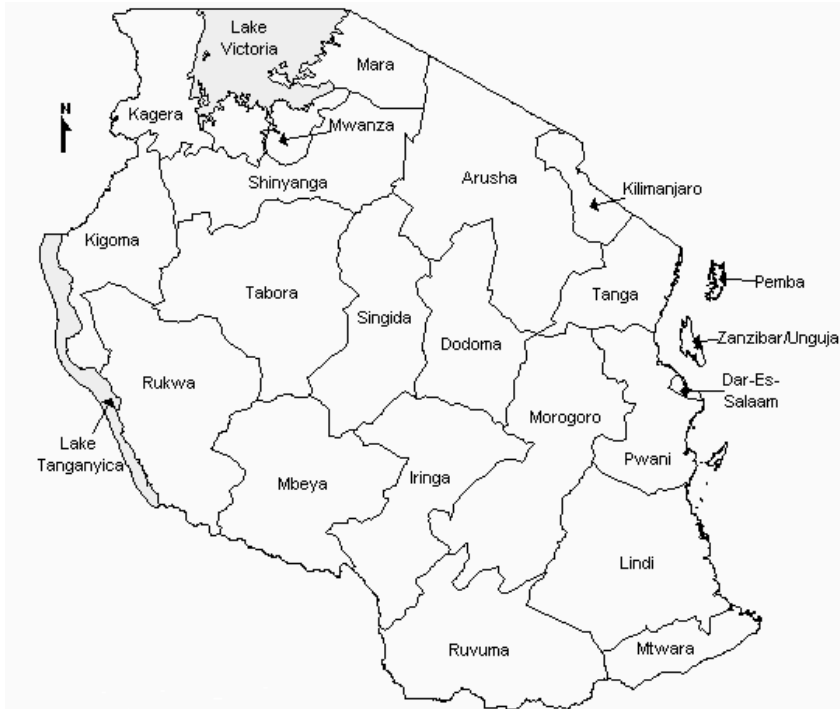 Lake
Victoria
Mara
N
Kagera
Mwanza
Shinyanga
Arusha
Kilimanjaro
Kigoma
Pemba
Tabora
Tanga
Singida
Zanzibar/Unguja
Dodoma
Rukwa
Dar-Es-
Salaam
Morogoro
Lake
Tanganyica
Pwani
Mbeya
Iringa
Lindi
Ruvuma
Mtwara